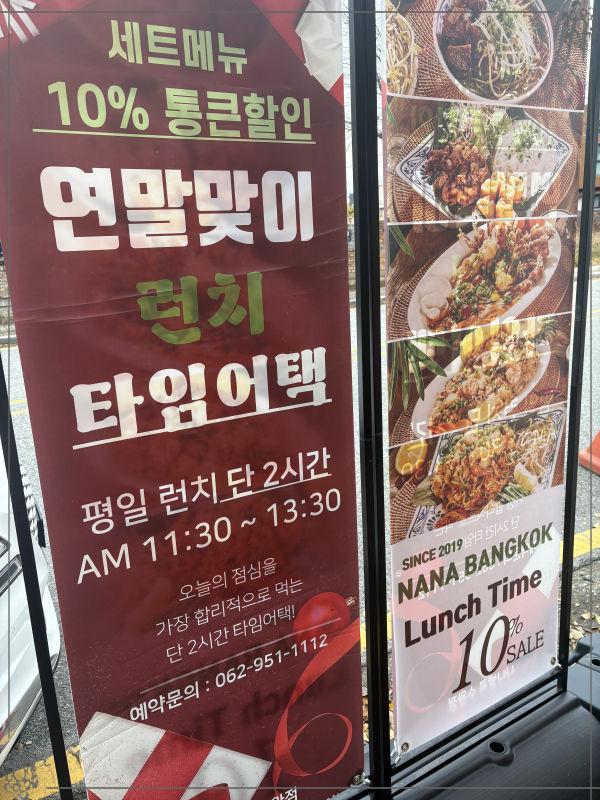 세트메뉴
10% 통큰할인
연말맞이
런치
타임어택
평일 런치 단 2시간
AM 11:30 ~ 13:30
오늘의 점심을
가장 합리적으로 먹는
단 2시간 타임어택!
예약문의 : 062-951-1112
SINCE 2019
NANA BANGKOK
Lunch Time
10% SALE